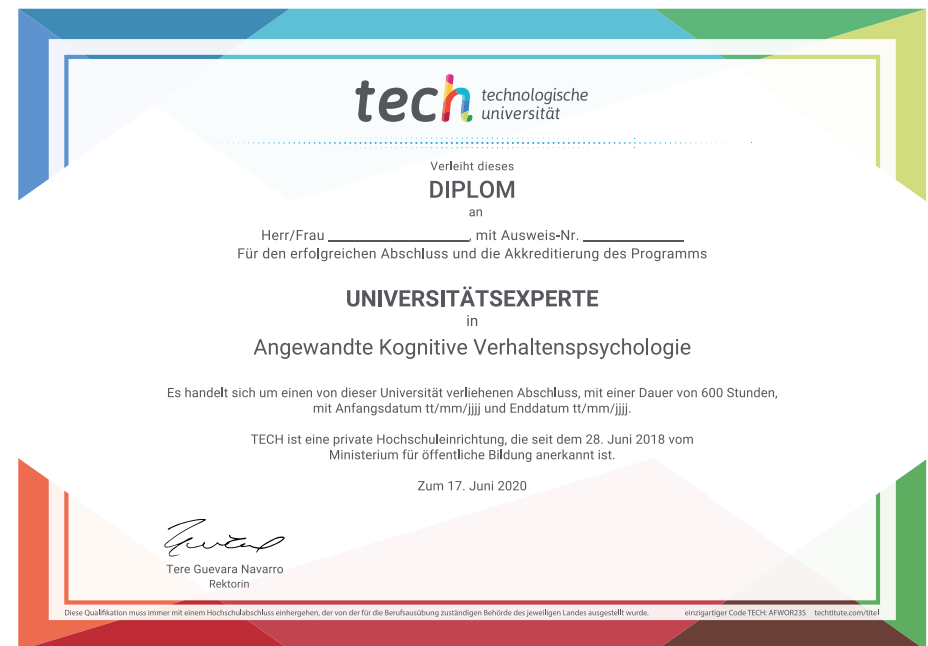 tech technologische
universität
Verleiht dieses
DIPLOM
an
Herr/Frau ______________, mit Ausweis-Nr. __________
Für den erfolgreichen Abschluss und die Akkreditierung des Programms
UNIVERSITÄTSEXPERTE
in
Angewandte Kognitive Verhaltenspsychologie
Es handelt sich um einen von dieser Universität verliehenen Abschluss, mit einer Dauer von 600 Stunden,
mit Anfangsdatum tt/mm/jjjj und Enddatum tt/mm/jjjj.
TECH ist eine private Hochschuleinrichtung, die seit dem 28. Juni 2018 vom
Ministerium für öffentliche Bildung anerkannt ist.
Zum 17. Juni 2020
Tere Guevara Navarro
Rektorin
Diese Qualifikation muss immer mit einem Hochschulabschluss einhergehen, der von der für die Berufsausübung zuständigen Behörde des jeweiligen Landes ausgestellt wurde. einzigartiger Code TECH: AFWOR23S techtitute.com/titel